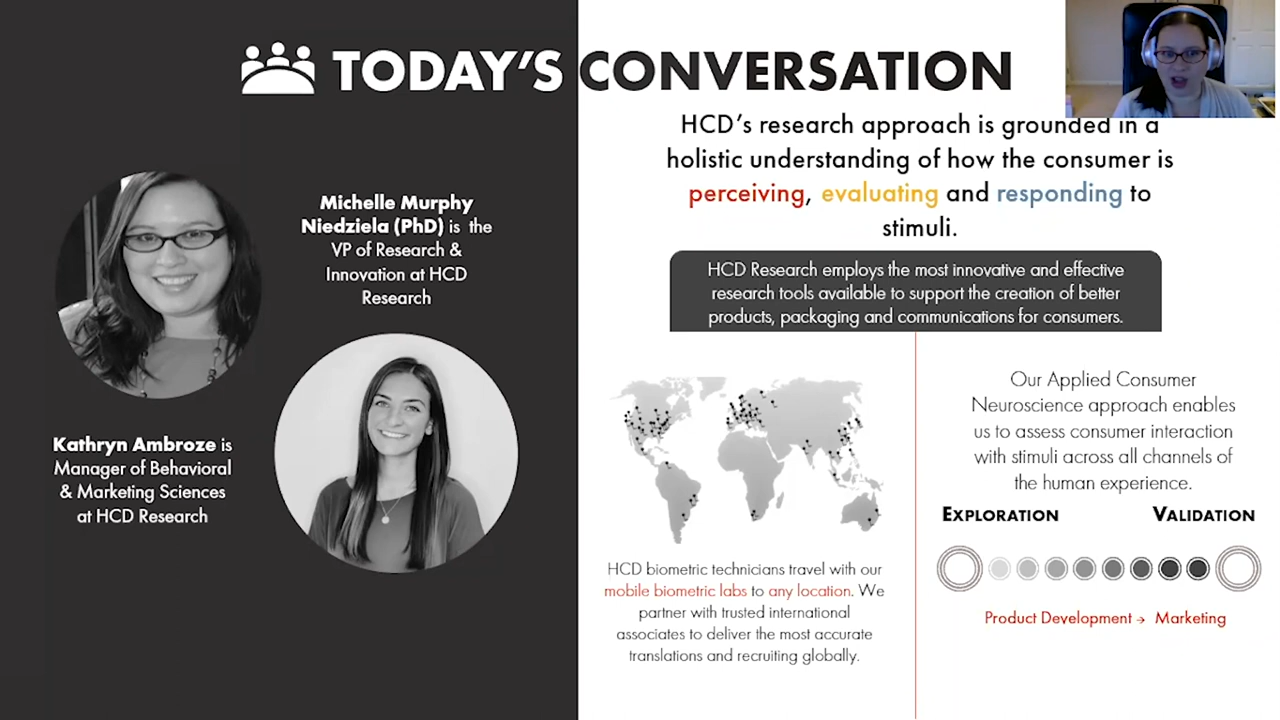 TODAY'S CONVERSATION
Michelle Murphy
Niedziela (PhD) is the
VP of Research &
Innovation at HCD
Research
Kathryn Ambroze is
Manager of Behavioral
& Marketing Sciences
at HCD Research
HCD's research approach is grounded in a
holistic understanding of how the consumer is
perceiving, evaluating and responding to
stimuli.
HCD Research employs the most innovative and effective
research tools available to support the creation of better
products, packaging and communications for consumers.
HCD biometric technicians travel with our
mobile biometric labs to any location. We
partner with trusted international
associates to deliver the most accurate
translations and recruiting globally.
Our Applied Consumer
Neuroscience approach enables
us to assess consumer interaction
with stimuli across all channels of
the human experience.
EXPLORATION VALIDATION
Product Development → Marketing